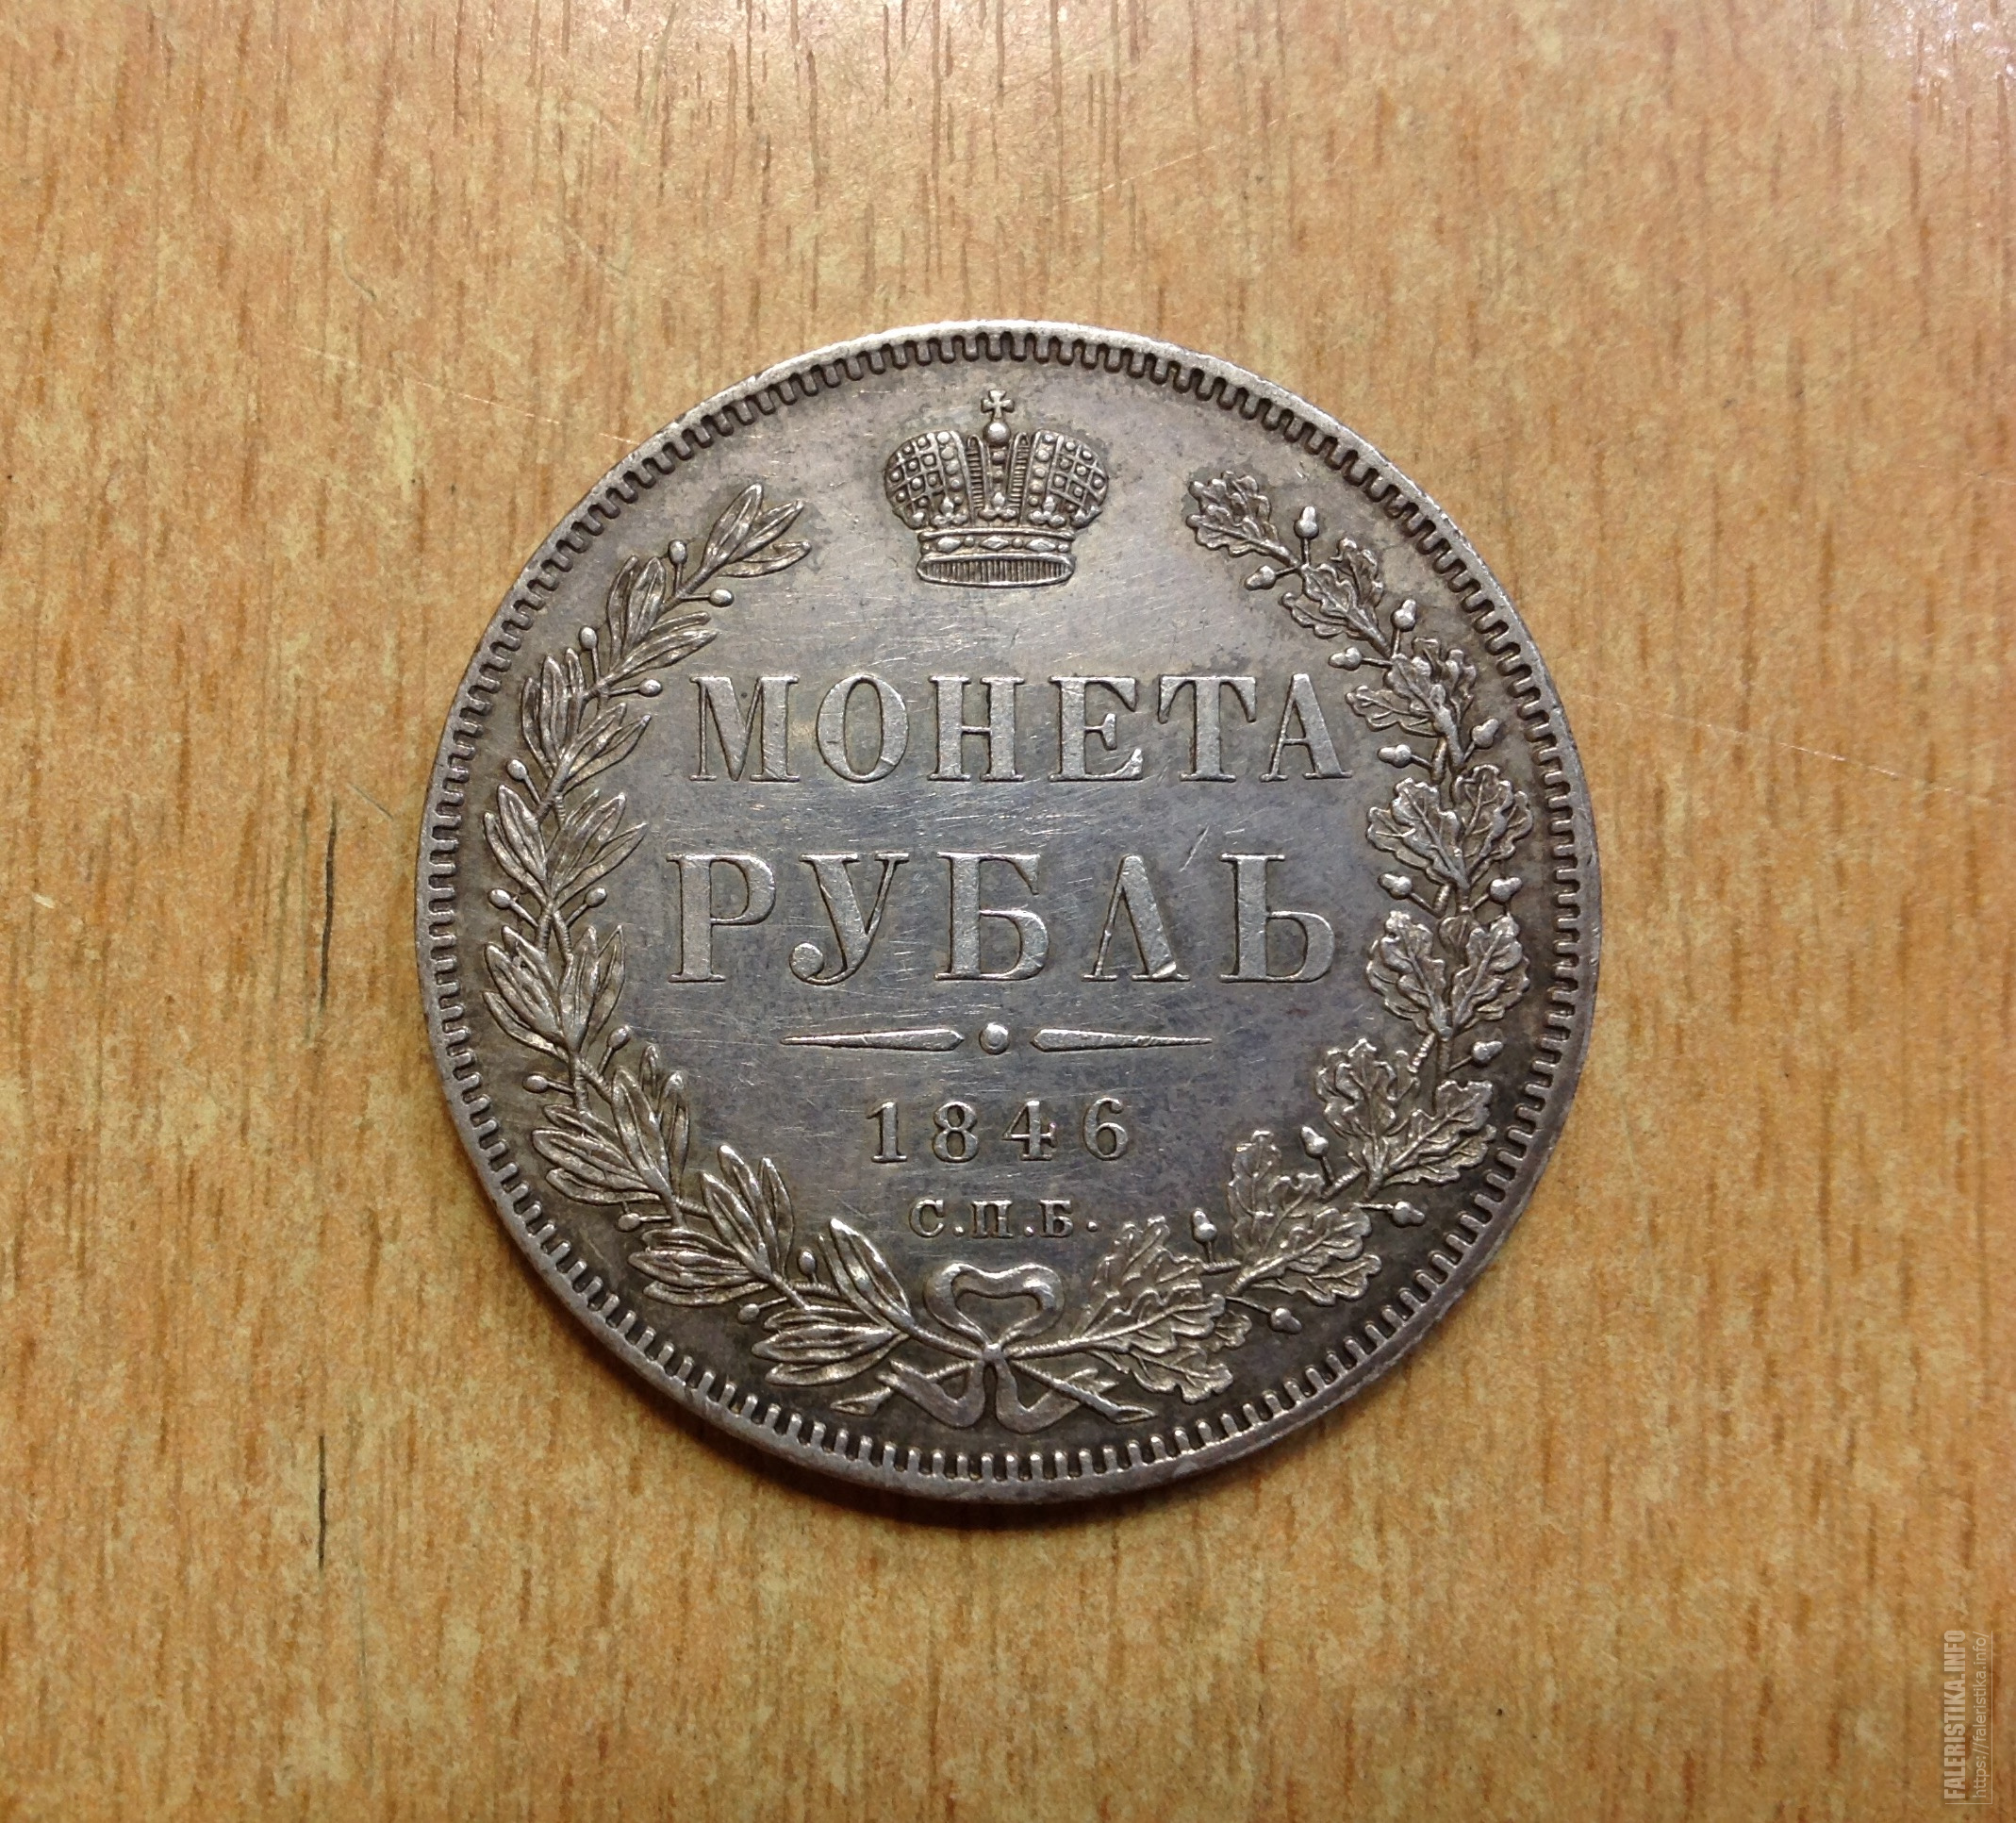 МОНЕТА
РУБЛЬ
1846
С.П.Б.
FALERISTIKA.INFO
https://faleristika.info/